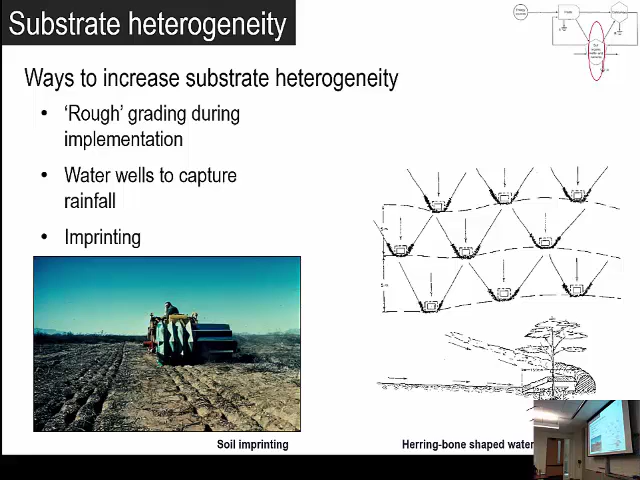 Substrate heterogeneity
Ways to increase substrate heterogeneity
• 'Rough' grading during
implementation
• Water wells to capture
rainfall
• Imprinting
Soil imprinting
Herring-bone shaped water